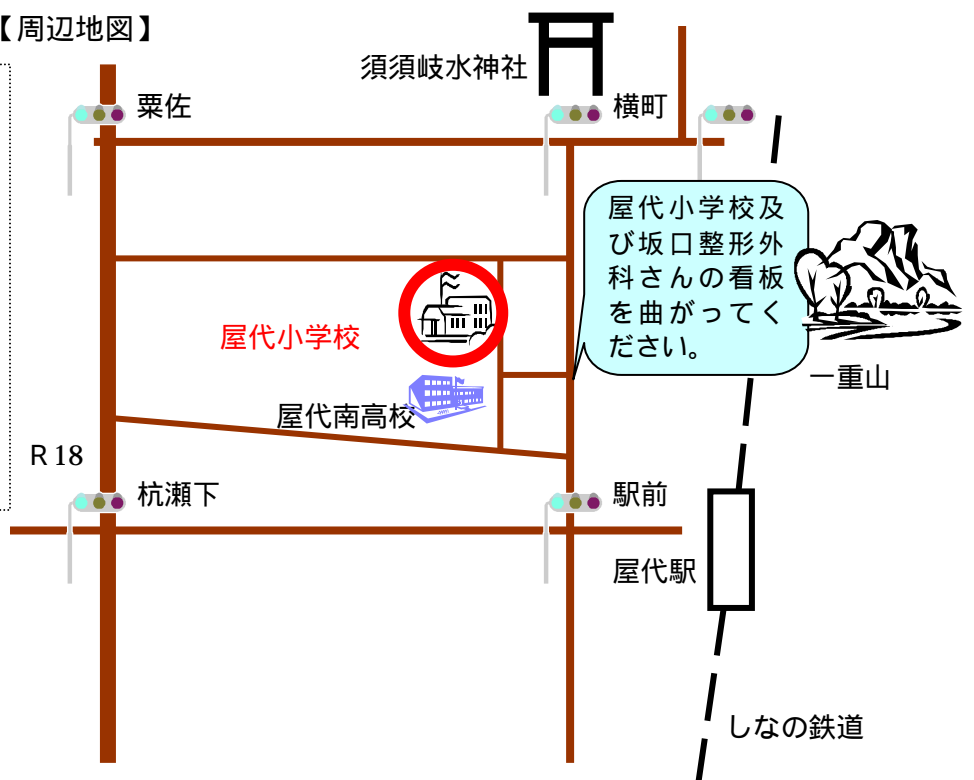 【周辺地図】
須須岐水神社
粟佐
横町
屋代小学校及
び坂口整形外
科さんの看板
を曲がってく
ださい。
屋代小学校
一重山
屋代南高校
R 18
杭瀬下
駅前
屋代駅
しなの鉄道